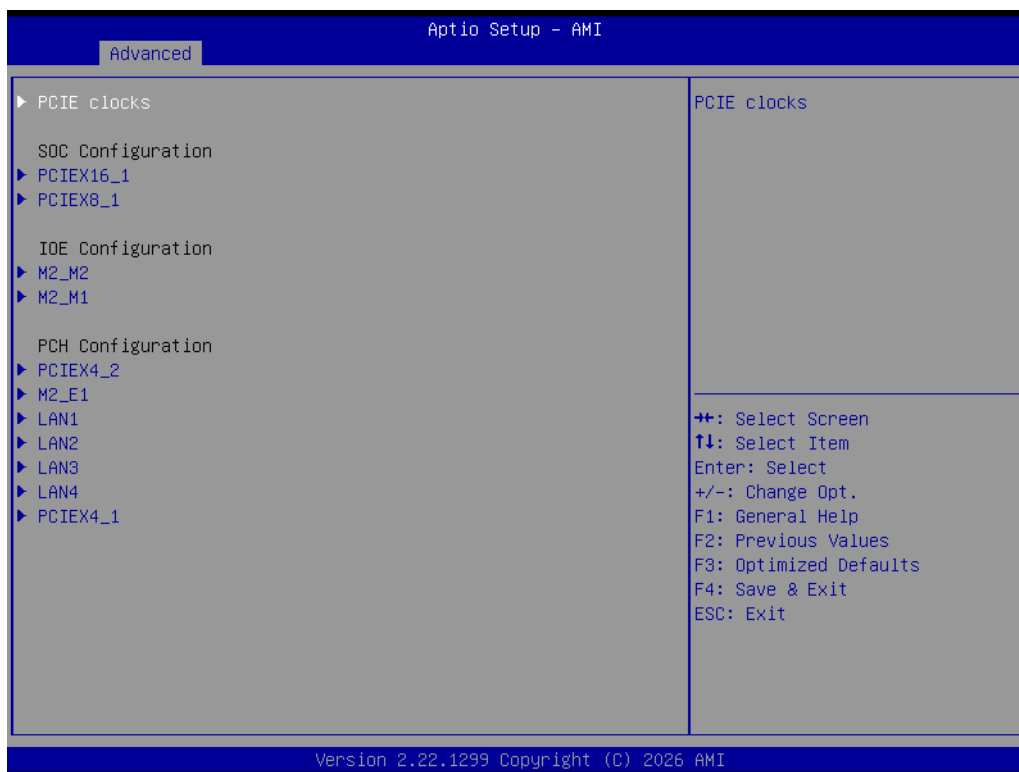 Aptio Setup - AMI
Advanced
▶ PCIE clocks
SOC Configuration
▶ PCIEX16_1
▶ PCIEX8_1
IOE Configuration
▶ M2_M2
▶ M2_M1
PCH Configuration
▶ PCIEX4_2
▶ M2_E1
▶ LAN1
▶ LAN2
▶ LAN3
▶ LAN4
▶ PCIEX4_1
PCIE clocks
→←: Select Screen
↑↓: Select Item
Enter: Select
+/-: Change Opt.
F1: General Help
F2: Previous Values
F3: Optimized Defaults
F4: Save & Exit
ESC: Exit
Version 2.22.1299 Copyright (C) 2026 AMI